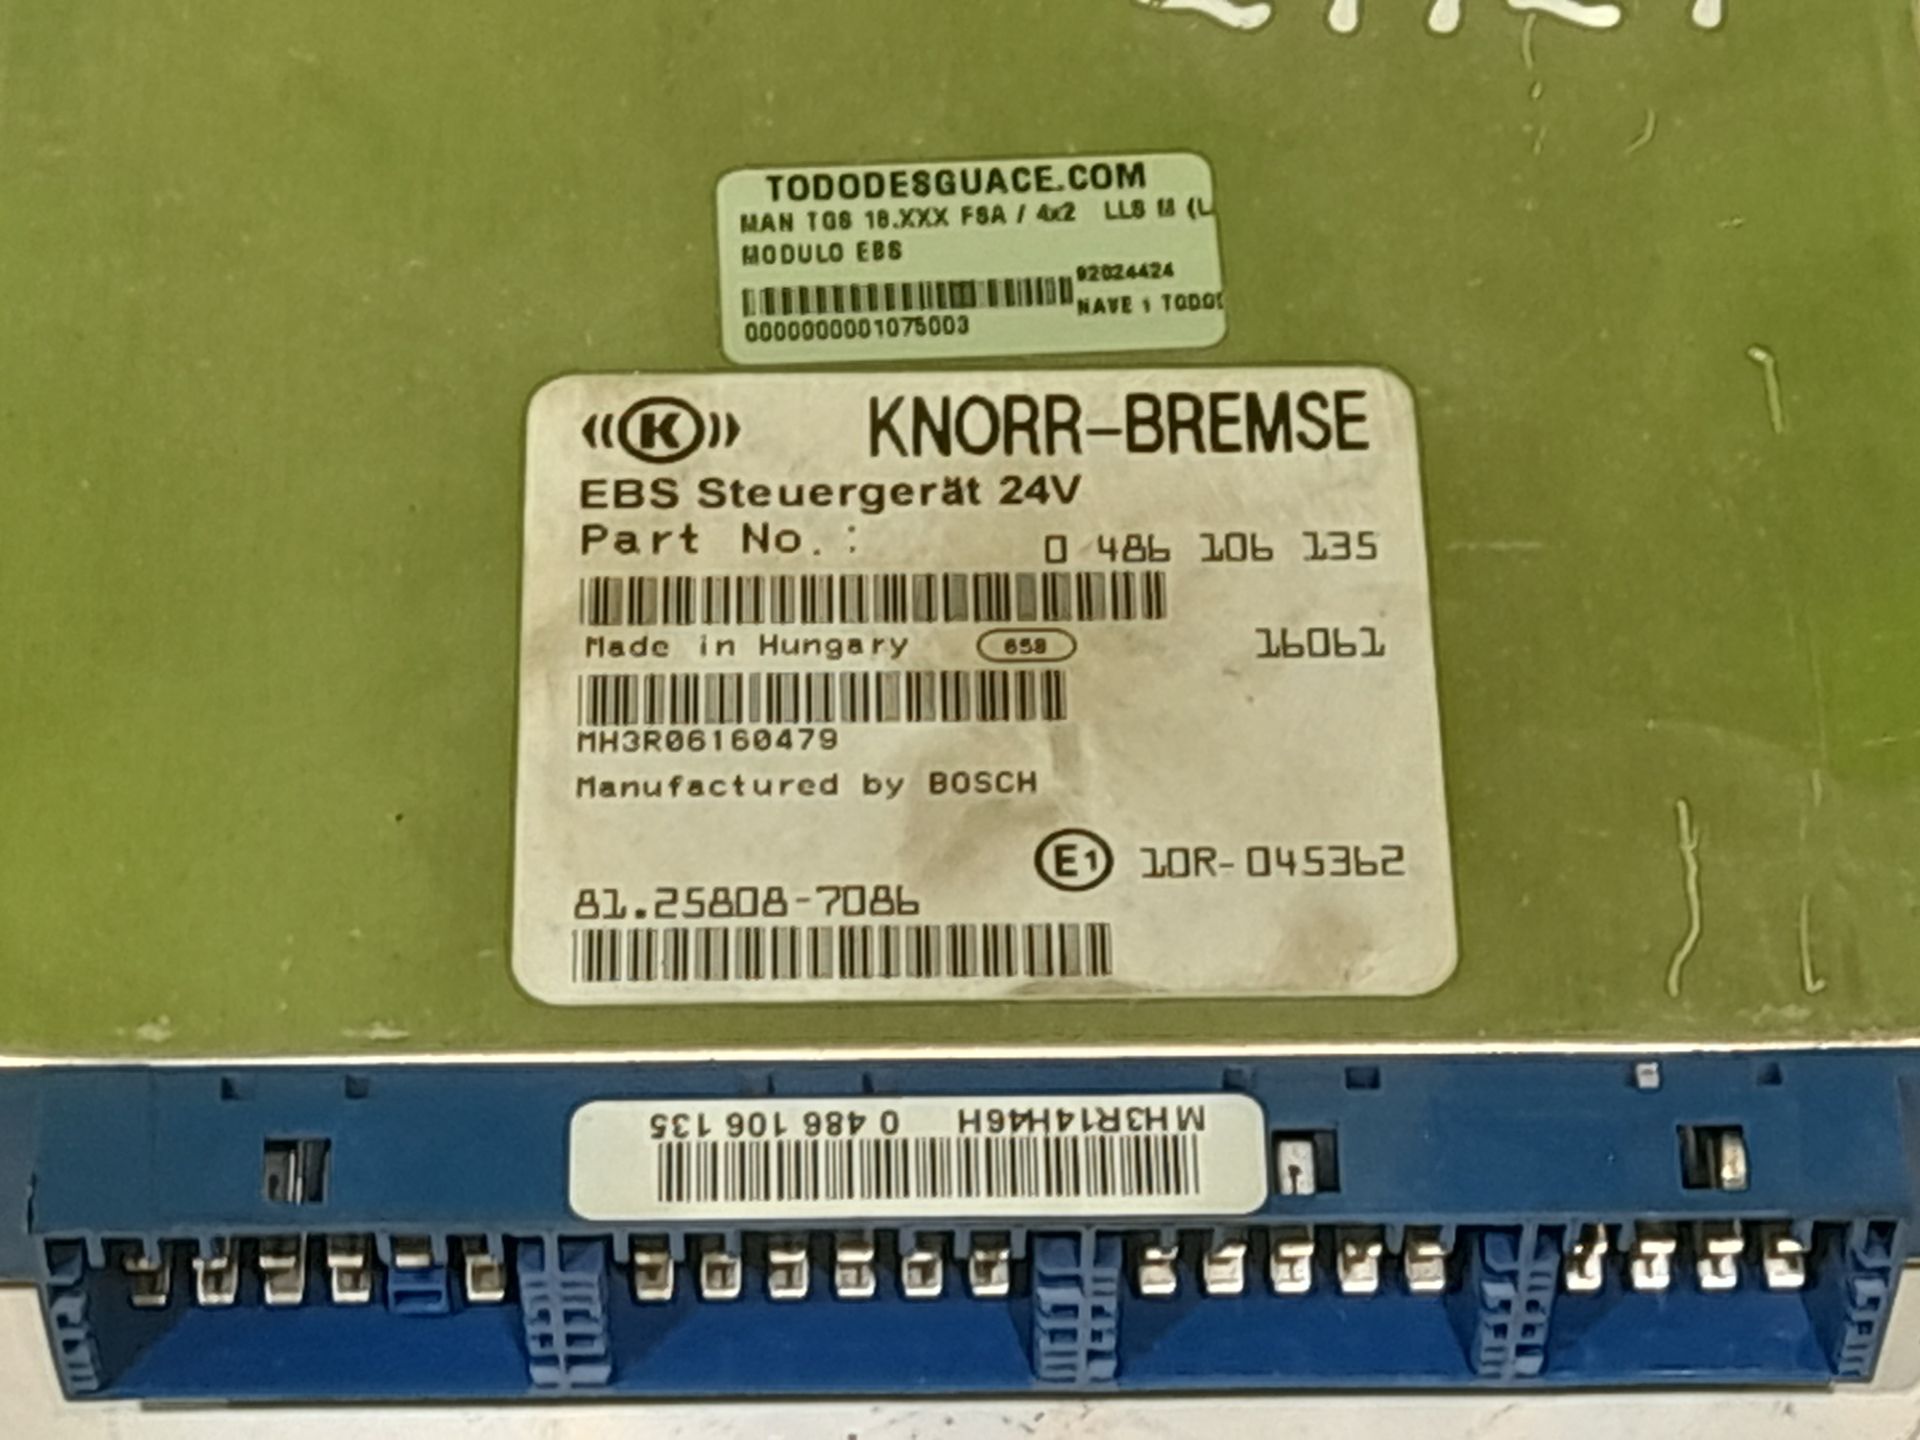 TODODESGUACE.COM
MAN TGS 18.XXX FSA / 4x2 LLS M (L
MODULO EBS
92024424
NAVE 1 TODO
0000000001075003
K KNORR-BREMSE
EBS Steuergerät 24V
Part No.: 0 486 106 135
Made in Hungary 658 16061
MH3R06160479
Manufactured by BOSCH
E1 10R-045362
81.25808-7086
MH3R14H46H 0 486 106 135